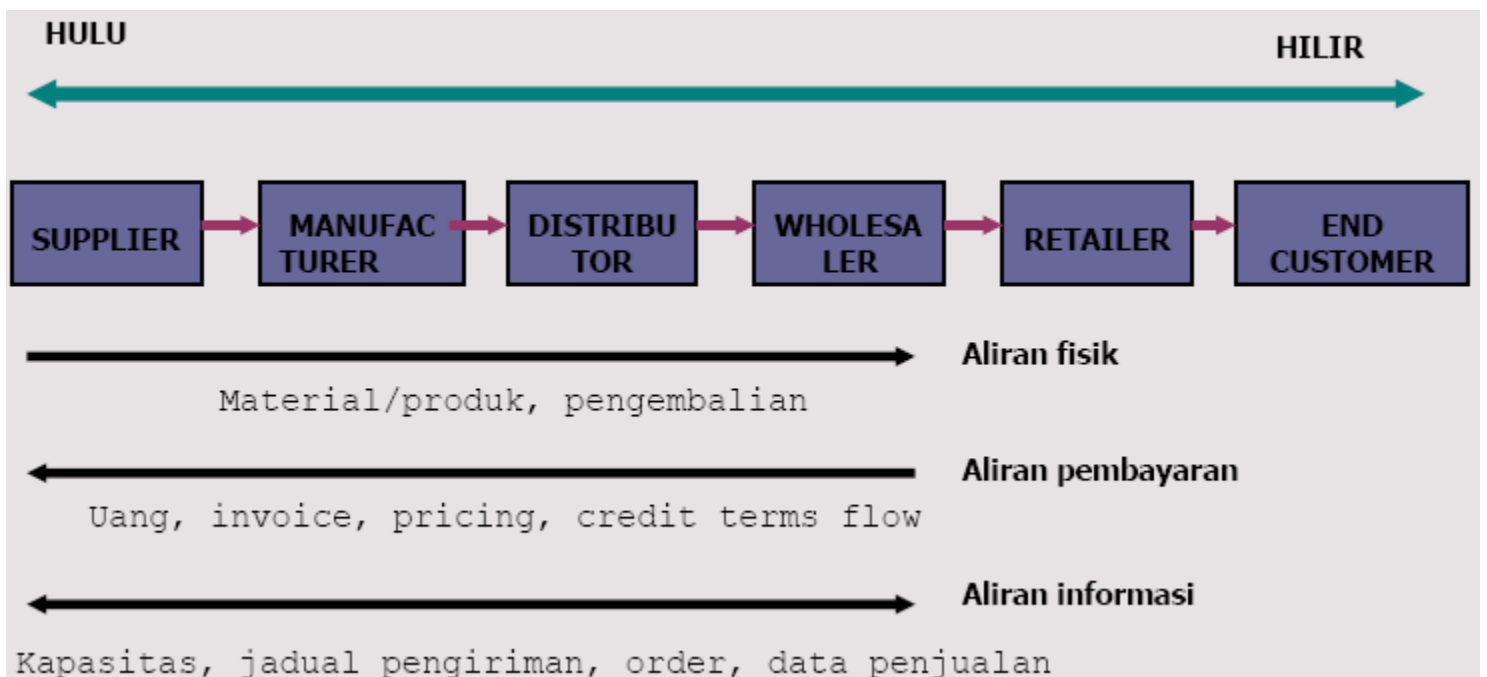 HULU
HILIR
SUPPLIER
MANUFAC
TURER
DISTRIBU
TOR
WHOLESA
LER
RETAILER
END
CUSTOMER
Aliran fisik
Material/produk, pengembalian
Aliran pembayaran
Uang, invoice, pricing, credit terms flow
Aliran informasi
Kapasitas, jadual pengiriman, order, data penjualan